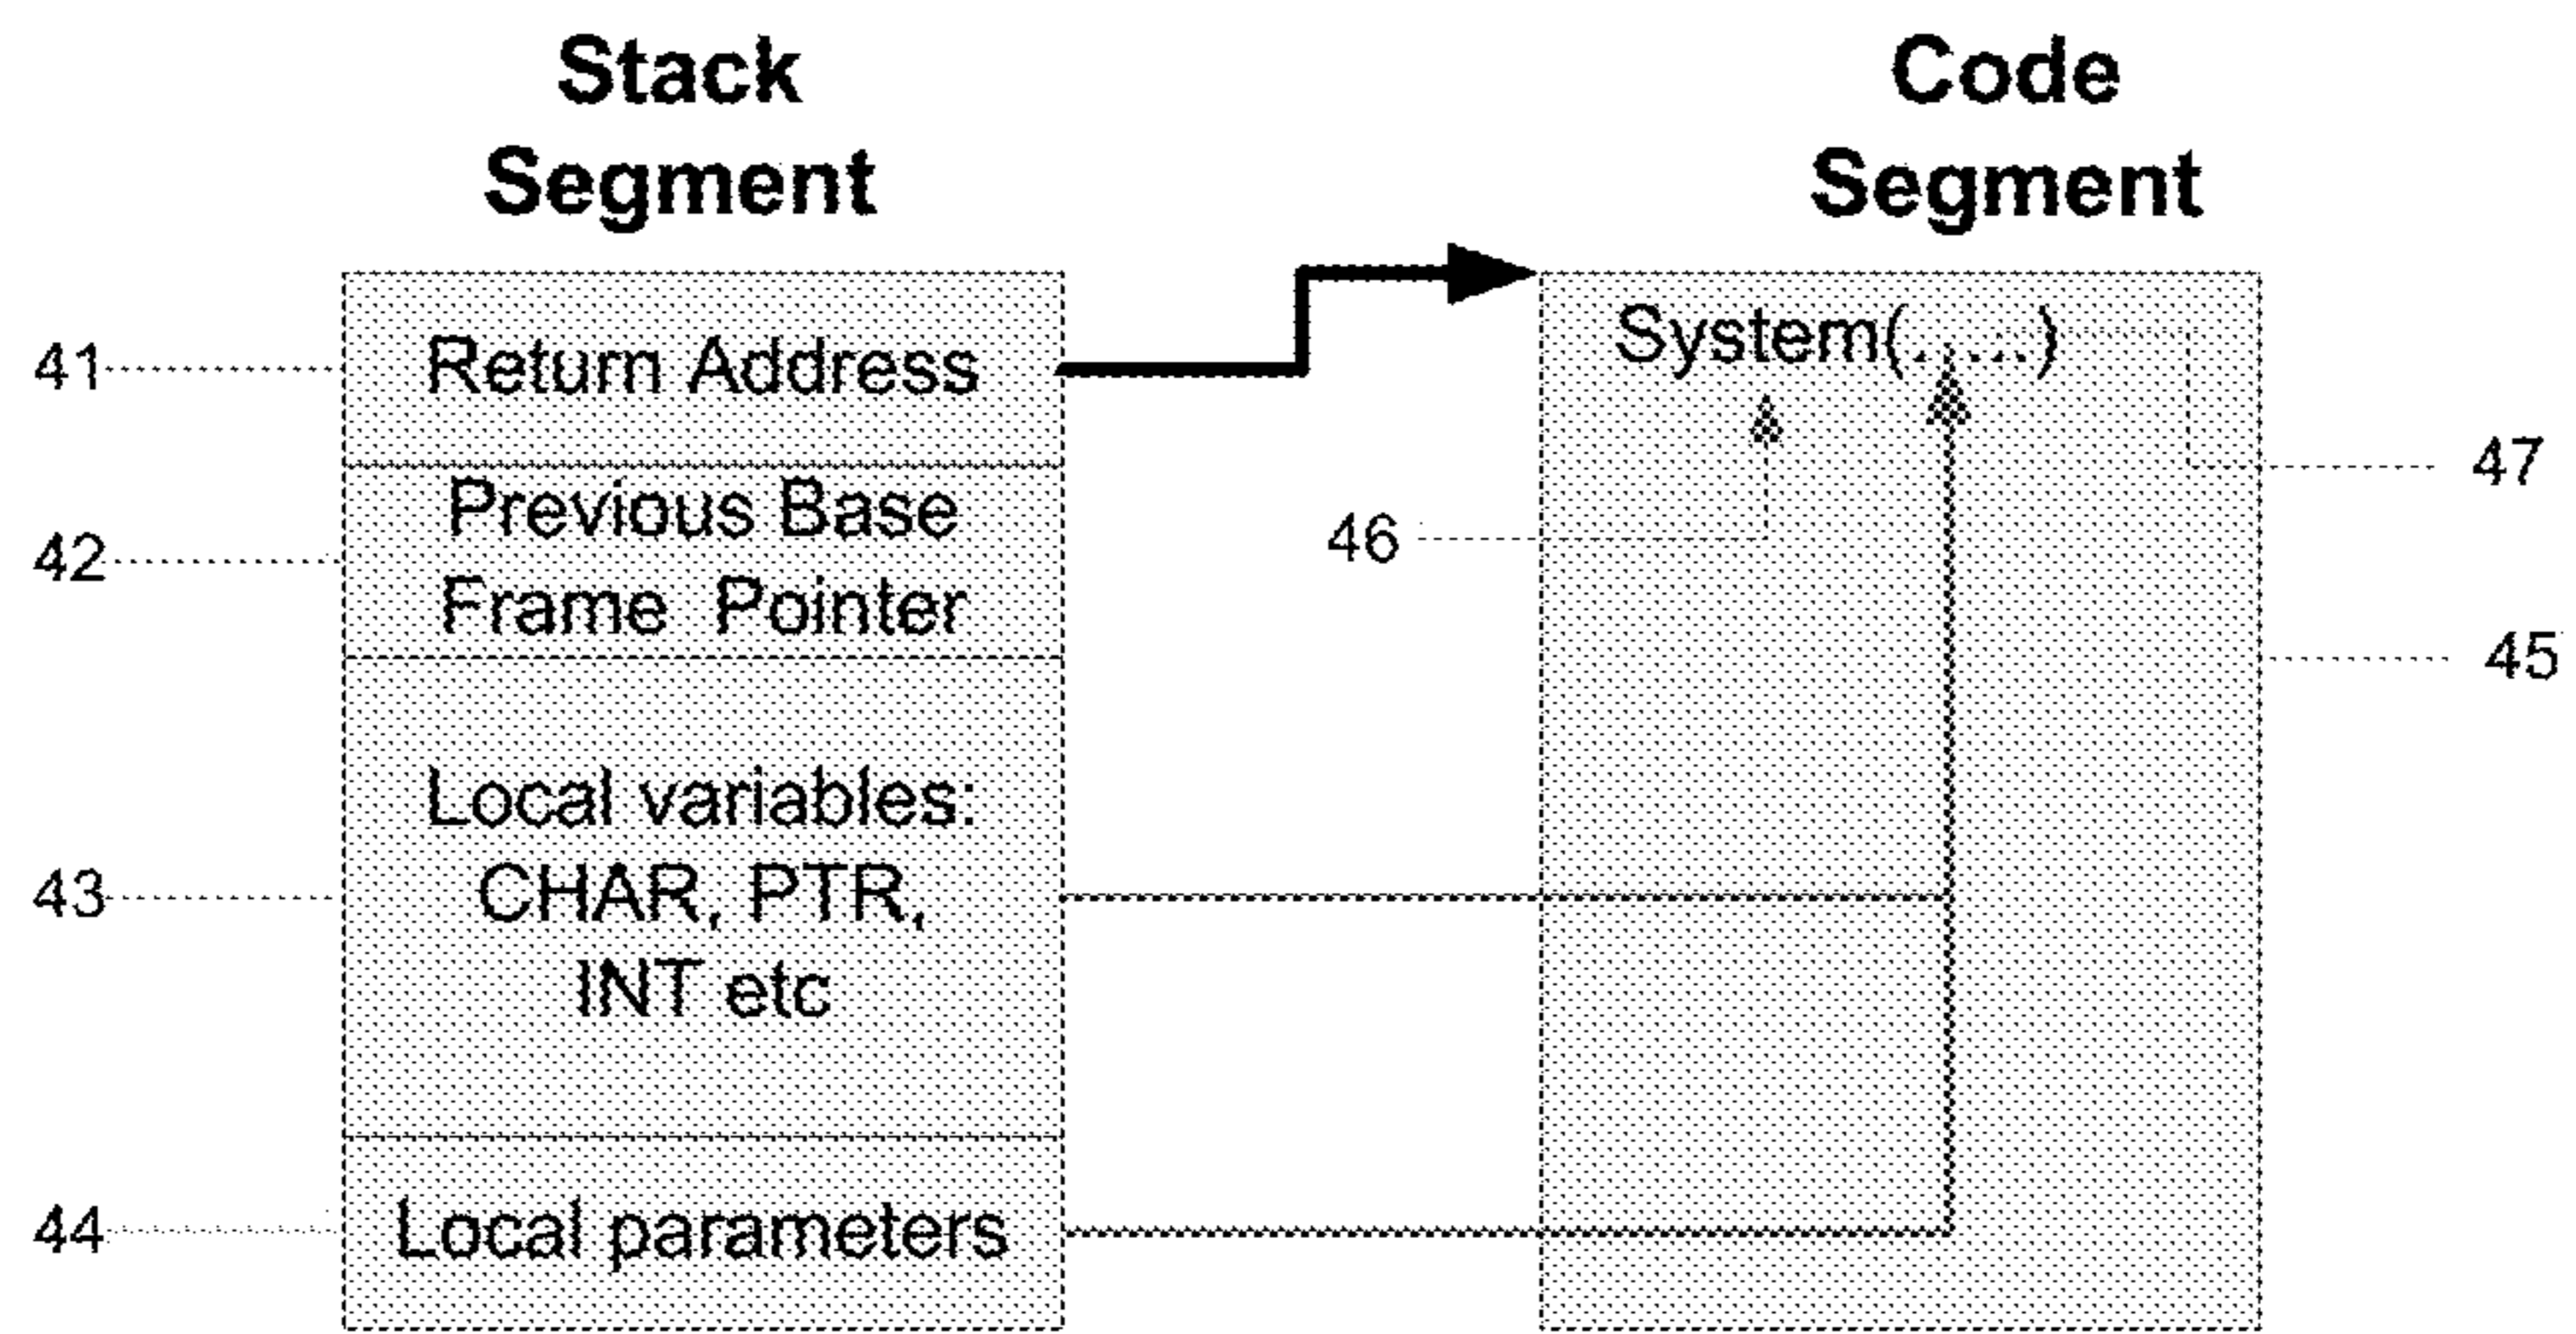 Stack
Segment
Code
Segment
41
Return Address
System(......)
42
Previous Base
Frame Pointer
46
47
45
43
Local variables:
CHAR, PTR,
INT etc
44
Local parameters